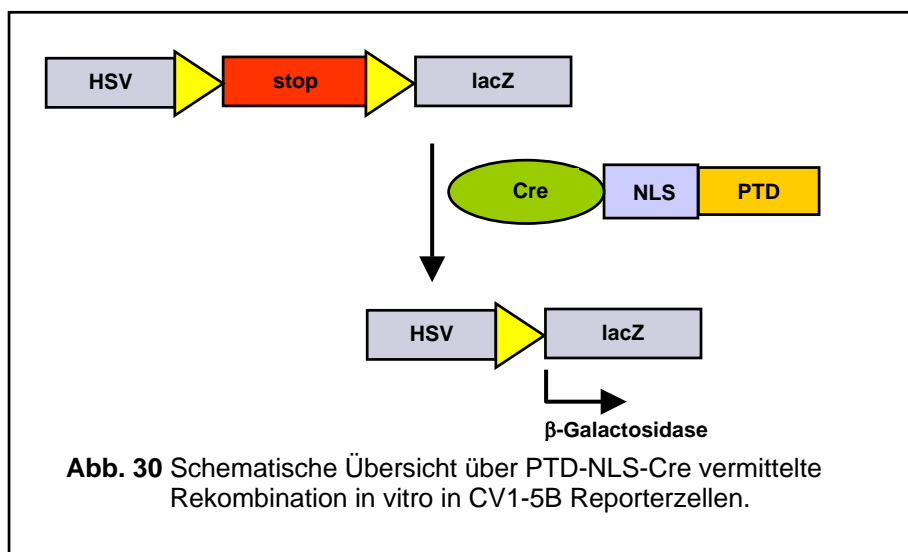 HSV stop lacZ
Cre NLS PTD
HSV lacZ
β-Galactosidase
Abb. 30 Schematische Übersicht über PTD-NLS-Cre vermittelte
Rekombination in vitro in CV1-5B Reporterzellen.